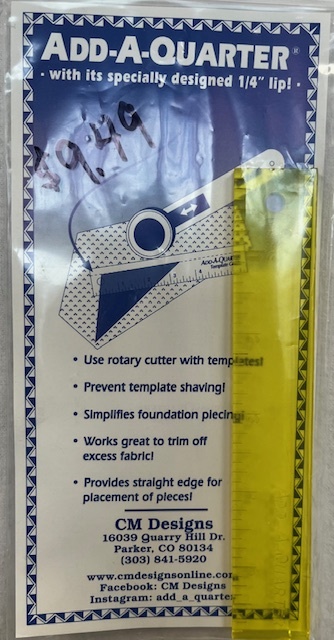 ADD-A-QUARTER®
- with its specially designed 1/4" lip! -
$9.49
ADD-A-QUA
Template Cutt
• Use rotary cutter with templates!
• Prevent template shaving!
• Simplifies foundation piecing!
• Works great to trim off
excess fabric!
• Provides straight edge for
placement of pieces!
CM Designs
16039 Quarry Hill Dr.
Parker, CO 80134
(303) 841-5920
www.cmdesignsonline.com
Facebook: CM Designs
Instagram: add_a_quarter